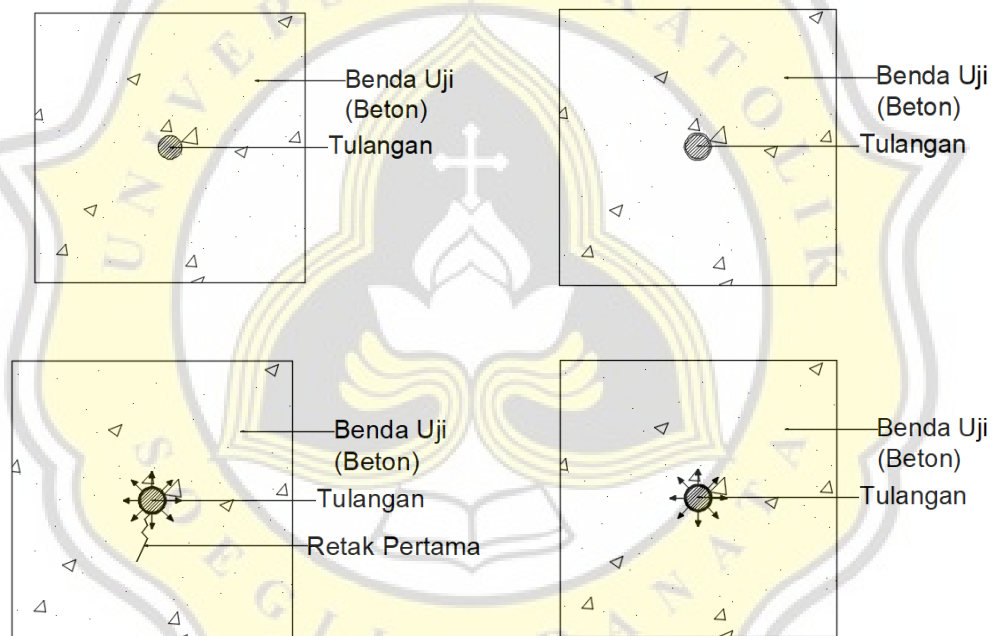 Benda Uji
(Beton)
Tulangan
Benda Uji
(Beton)
Tulangan
Benda Uji
(Beton)
Tulangan
Retak Pertama
Benda Uji
(Beton)
Tulangan